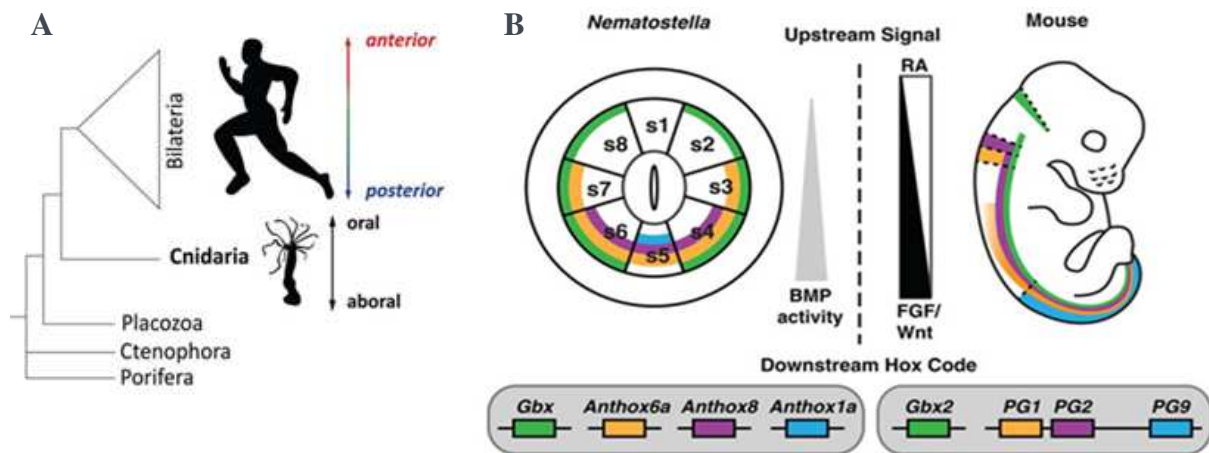 A
anterior
posterior
Bilateria
oral
Cnidaria
aboral
Placozoa
Ctenophora
Porifera
B
Nematostella
Upstream Signal
Mouse
s1
s2
s3
s4
s5
s6
s7
s8
BMP
activity
RA
FGF/
Wnt
Downstream Hox Code
Gbx Anthox6a Anthox8 Anthox1a
Gbx2 PG1 PG2 PG9